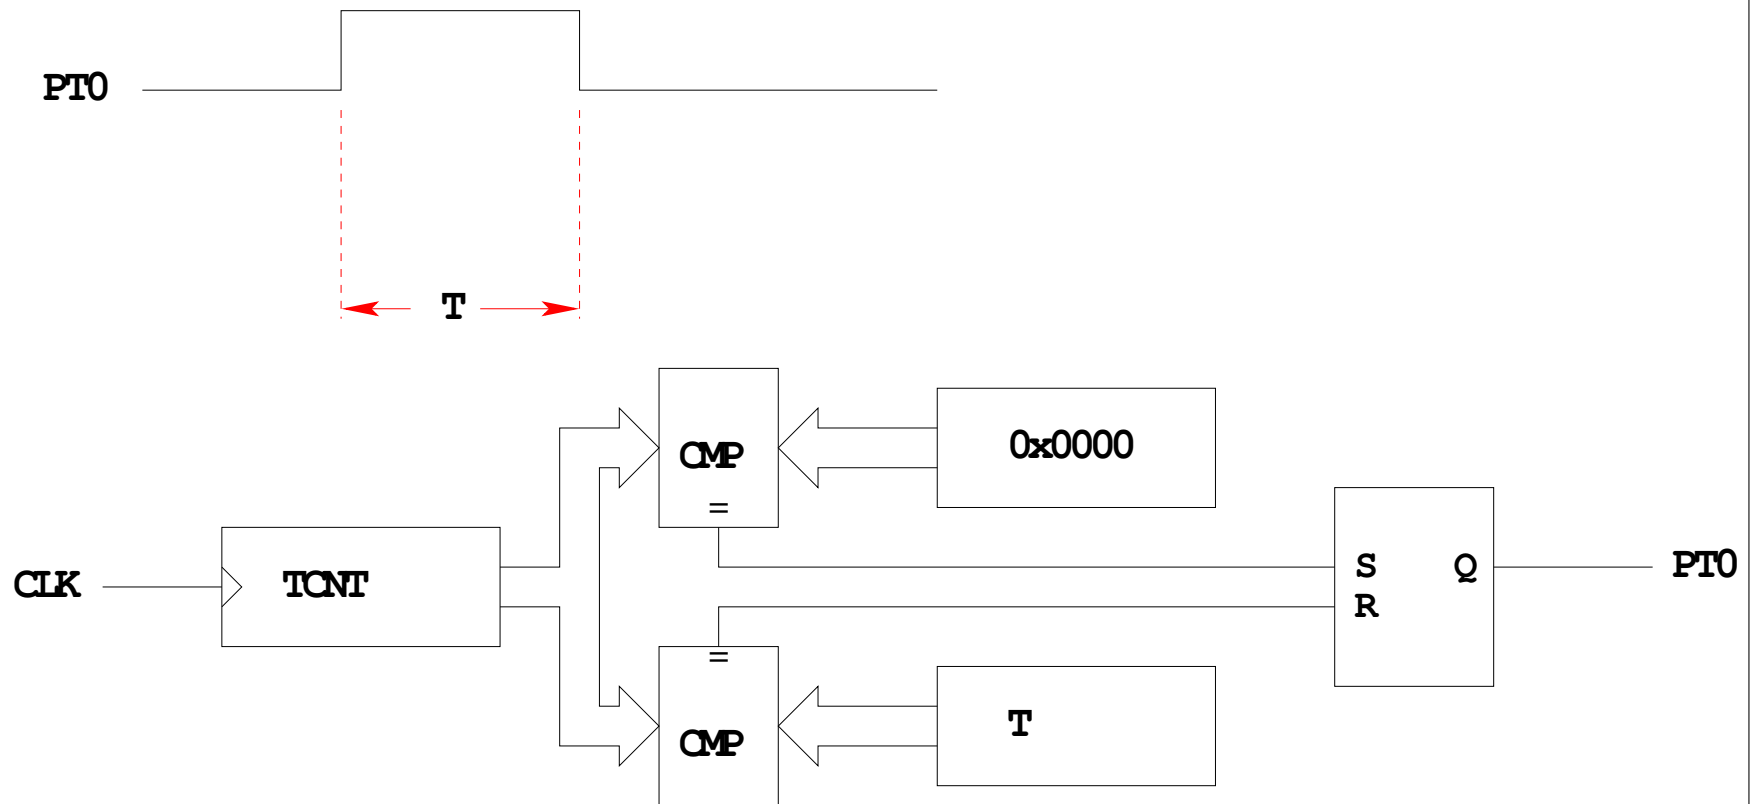 PT0
T
CMP
=
0x0000
CLK
TCNT
S
Q
PT0
R
=
CMP
T